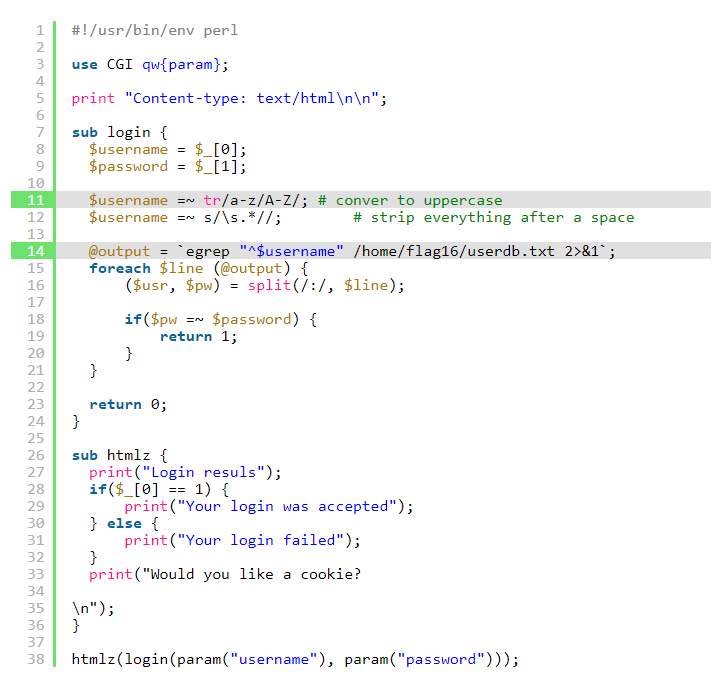 1 #!/usr/bin/env perl
2
3 use CGI qw{param};
4
5 print "Content-type: text/html\n\n";
6
7 sub login {
8   $username = $_[0];
9   $password = $_[1];
10
11   $username =~ tr/a-z/A-Z/; # conver to uppercase
12   $username =~ s/\s.*//;        # strip everything after a space
13
14   @output = `egrep "^$username" /home/flag16/userdb.txt 2>&1`;
15   foreach $line (@output) {
16       ($usr, $pw) = split(/:/, $line);
17
18       if($pw =~ $password) {
19           return 1;
20       }
21   }
22
23   return 0;
24 }
25
26 sub htmlz {
27   print("Login resuls");
28   if($_[0] == 1) {
29       print("Your login was accepted");
30   } else {
31       print("Your login failed");
32   }
33   print("Would you like a cookie?
34
35 \n");
36 }
37
38 htmlz(login(param("username"), param("password")));